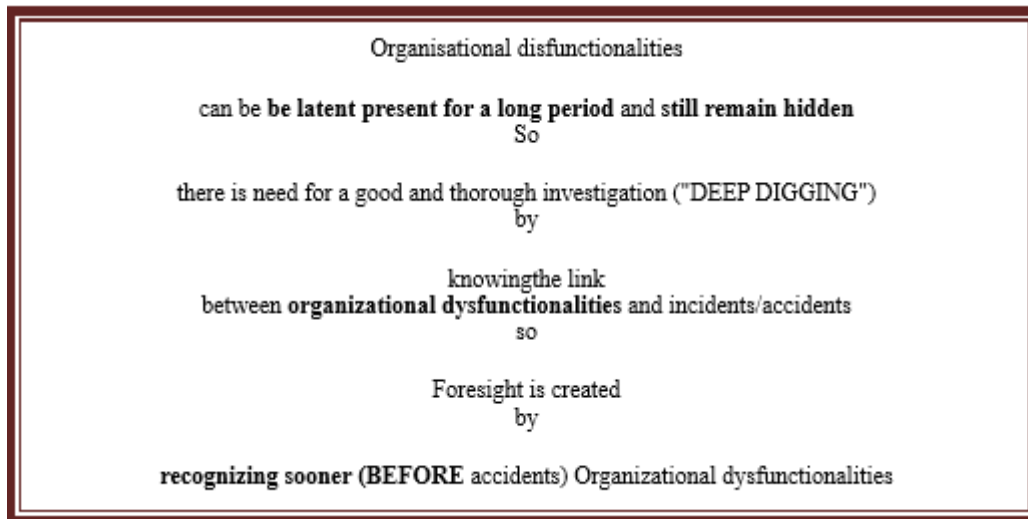 Organisational disfunctionalities
can be be latent present for a long period and still remain hidden
So
there is need for a good and thorough investigation ("DEEP DIGGING")
by
knowingthe link
between organizational dysfunctionalities and incidents/accidents
so
Foresight is created
by
recognizing sooner (BEFORE accidents) Organizational dysfunctionalities